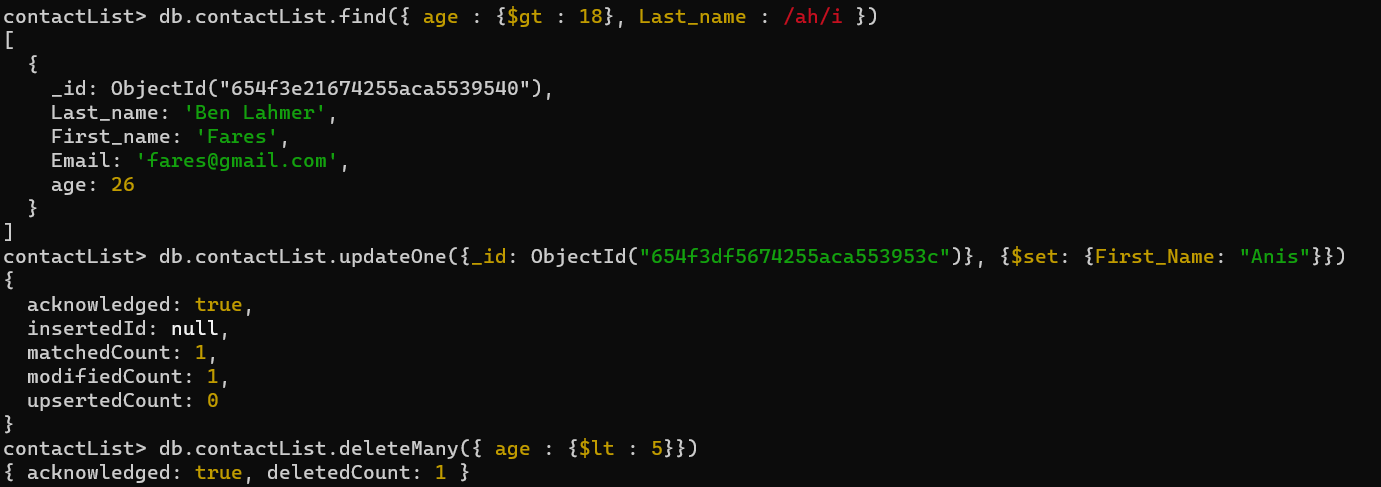 contactList> db.contactList.find({ age : {$gt : 18}, Last_name : /ah/i })
[
  {
    _id: ObjectId("654f3e21674255aca5539540"),
    Last_name: 'Ben Lahmer',
    First_name: 'Fares',
    Email: 'fares@gmail.com',
    age: 26
  }
]
contactList> db.contactList.updateOne({_id: ObjectId("654f3df5674255aca553953c")}, {$set: {First_Name: "Anis"}})
{
  acknowledged: true,
  insertedId: null,
  matchedCount: 1,
  modifiedCount: 1,
  upsertedCount: 0
}
contactList> db.contactList.deleteMany({ age : {$lt : 5}})
{ acknowledged: true, deletedCount: 1 }